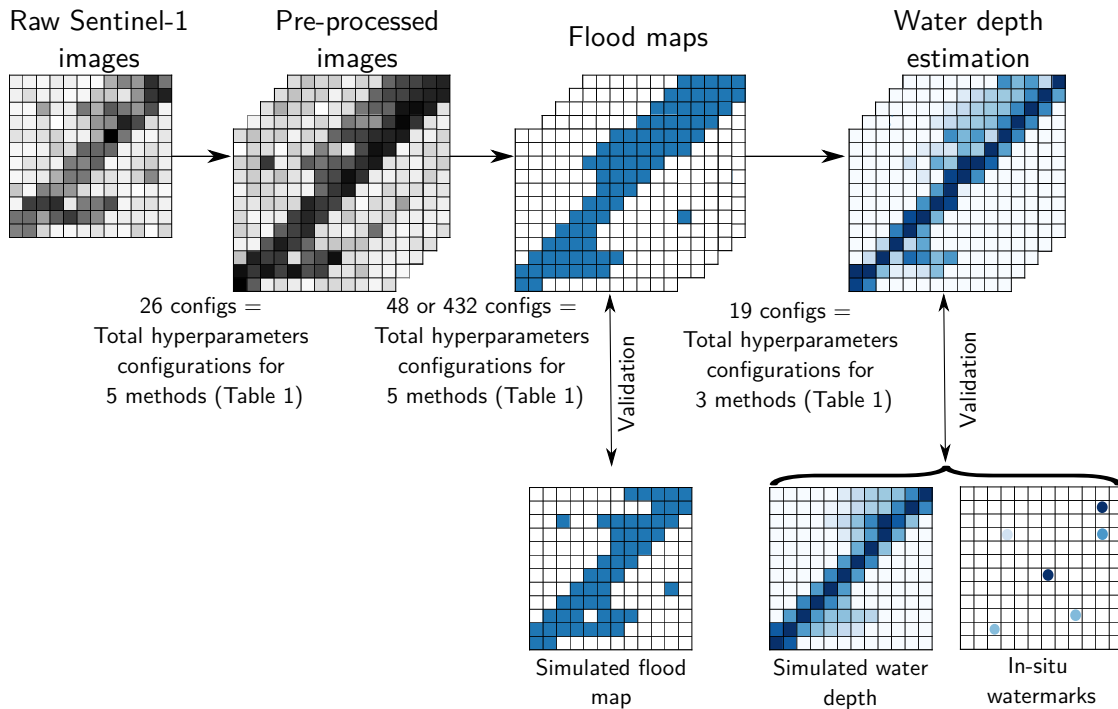 Raw Sentinel-1
images
Pre-processed
images
Flood maps
Water depth
estimation
26 configs =
Total hyperparameters
configurations for
5 methods (Table 1)
48 or 432 configs =
Total hyperparameters
configurations for
5 methods (Table 1)
Validation
19 configs =
Total hyperparameters
configurations for
3 methods (Table 1)
Validation
Simulated flood
map
Simulated water
depth
In-situ
watermarks